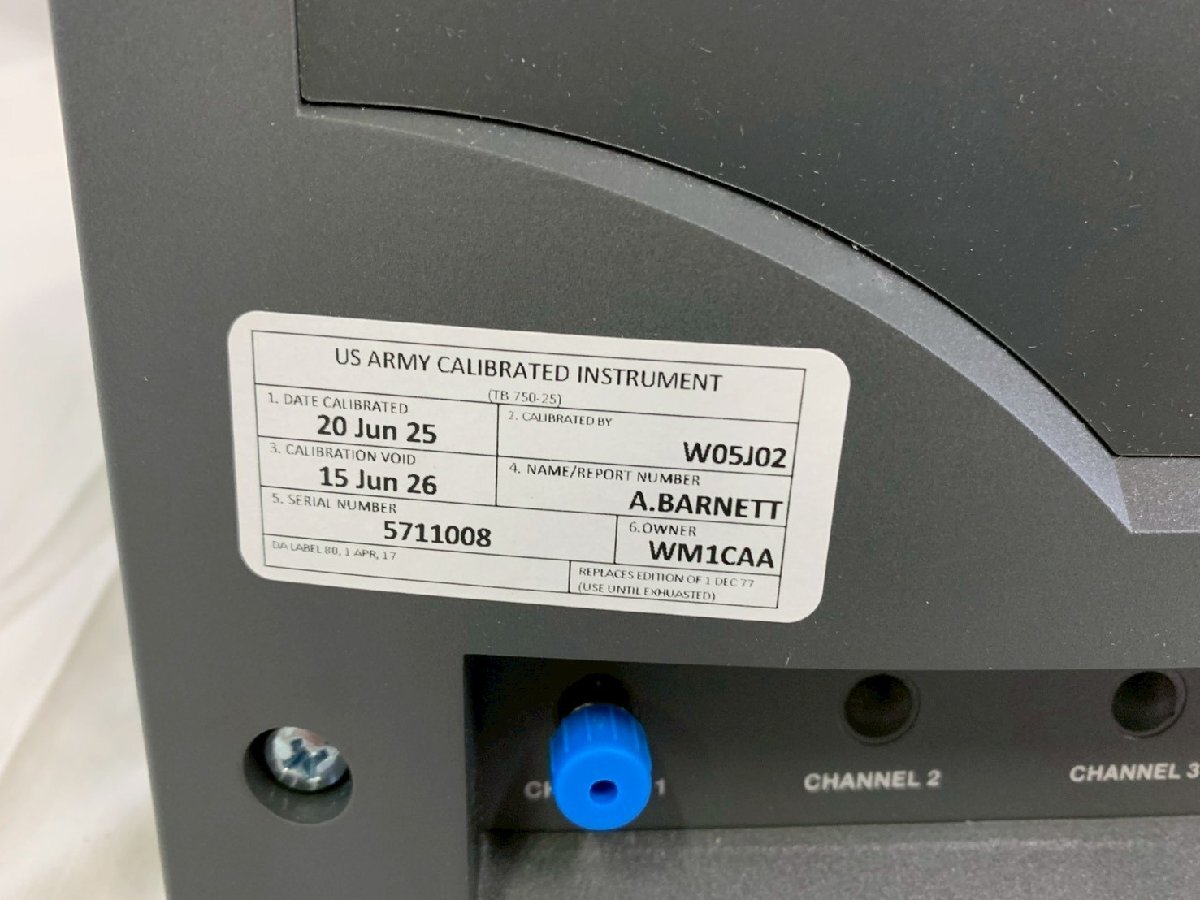 US ARMY CALIBRATED INSTRUMENT
(TB 750-25)
1. DATE CALIBRATED
20 Jun 25
2. CALIBRATED BY
W05J02
3. CALIBRATION VOID
15 Jun 26
4. NAME/REPORT NUMBER
A.BARNETT
5. SERIAL NUMBER
5711008
6.OWNER
WM1CAA
DA LABEL 80, 1 APR, 17
REPLACES EDITION OF 1 DEC 77
(USE UNTIL EXHUASTED)
1
CHANNEL 2
CHANNEL 3